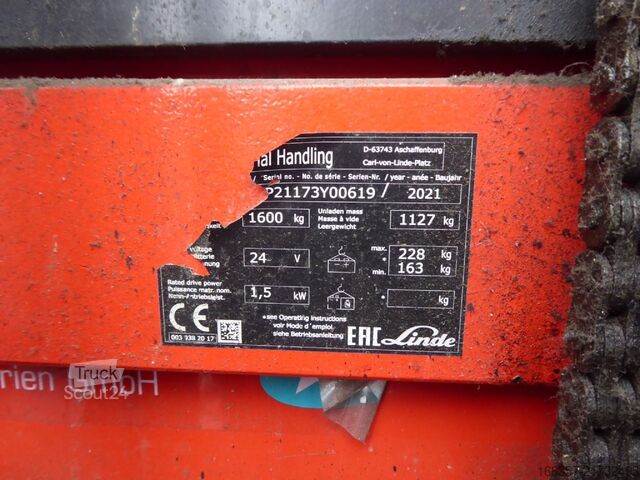 Handling
D-63743 Aschaffenburg
Carl-von-Linde-Platz
/ Serial no. - No. de série - Serien-Nr. / year - année - Baujahr
P21173Y00619 / 2021
1600 kg
Unladen mass
Masse à vide
Leergewicht
1127 kg
24 V
max. 228 kg
min. 163 kg
Rated drive power
Puissance matr. nom.
Nenn-Antriebsleist.
1,5 kW
* kg
*see Operating instructions
voir Mode d'emploi
siehe Betriebsanleitung
CE
003 938 20 17
EAC Linde
rien GmbH
Truck
Scout24